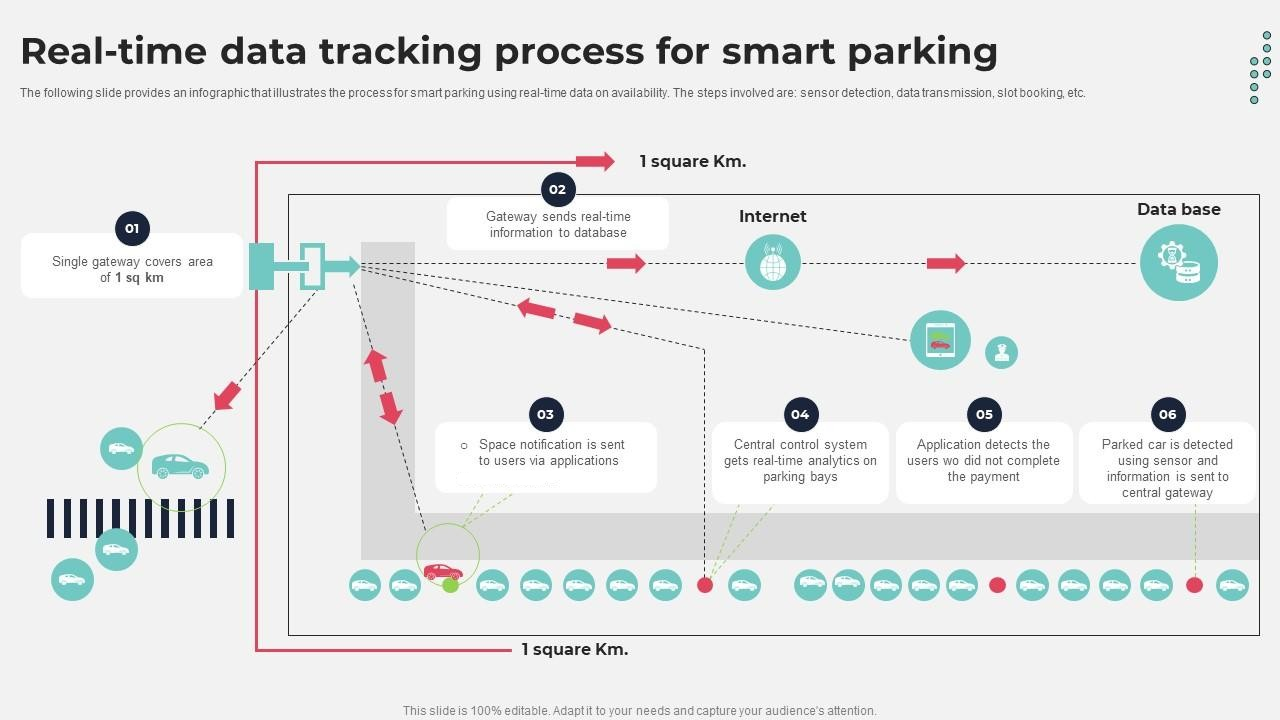 Real-time data tracking process for smart parking
The following slide provides an infographic that illustrates the process for smart parking using real-time data on availability. The steps involved are: sensor detection, data transmission, slot booking, etc.
1 square Km.
02
Gateway sends real-time
information to database
Internet
Data base
01
Single gateway covers area
of 1 sq km
03
○ Space notification is sent
to users via applications
04
Central control system
gets real-time analytics on
parking bays
05
Application detects the
users wo did not complete
the payment
06
Parked car is detected
using sensor and
information is sent to
central gateway
1 square Km.
This slide is 100% editable. Adapt it to your needs and capture your audience's attention.